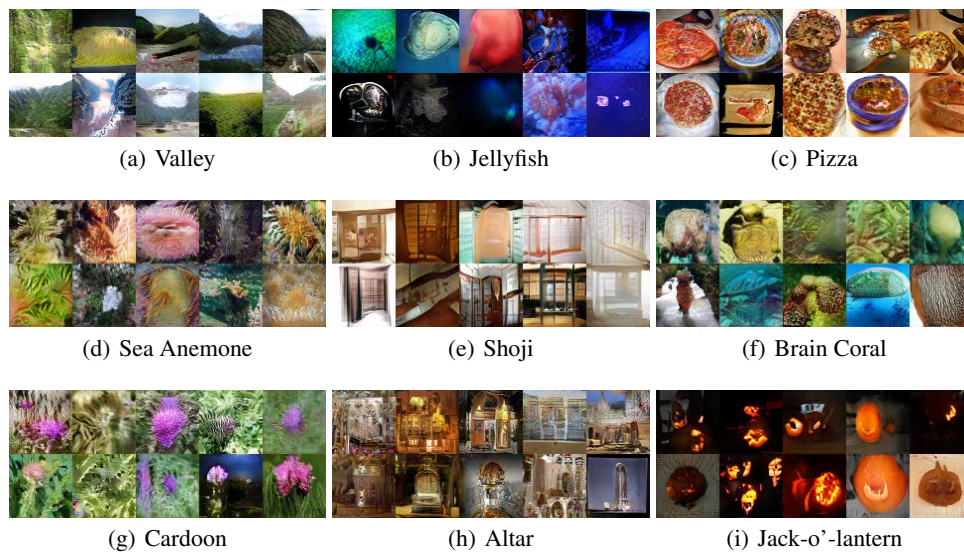 (a) Valley
(b) Jellyfish
(c) Pizza
(d) Sea Anemone
(e) Shoji
(f) Brain Coral
(g) Cardoon
(h) Altar
(i) Jack-o'-lantern